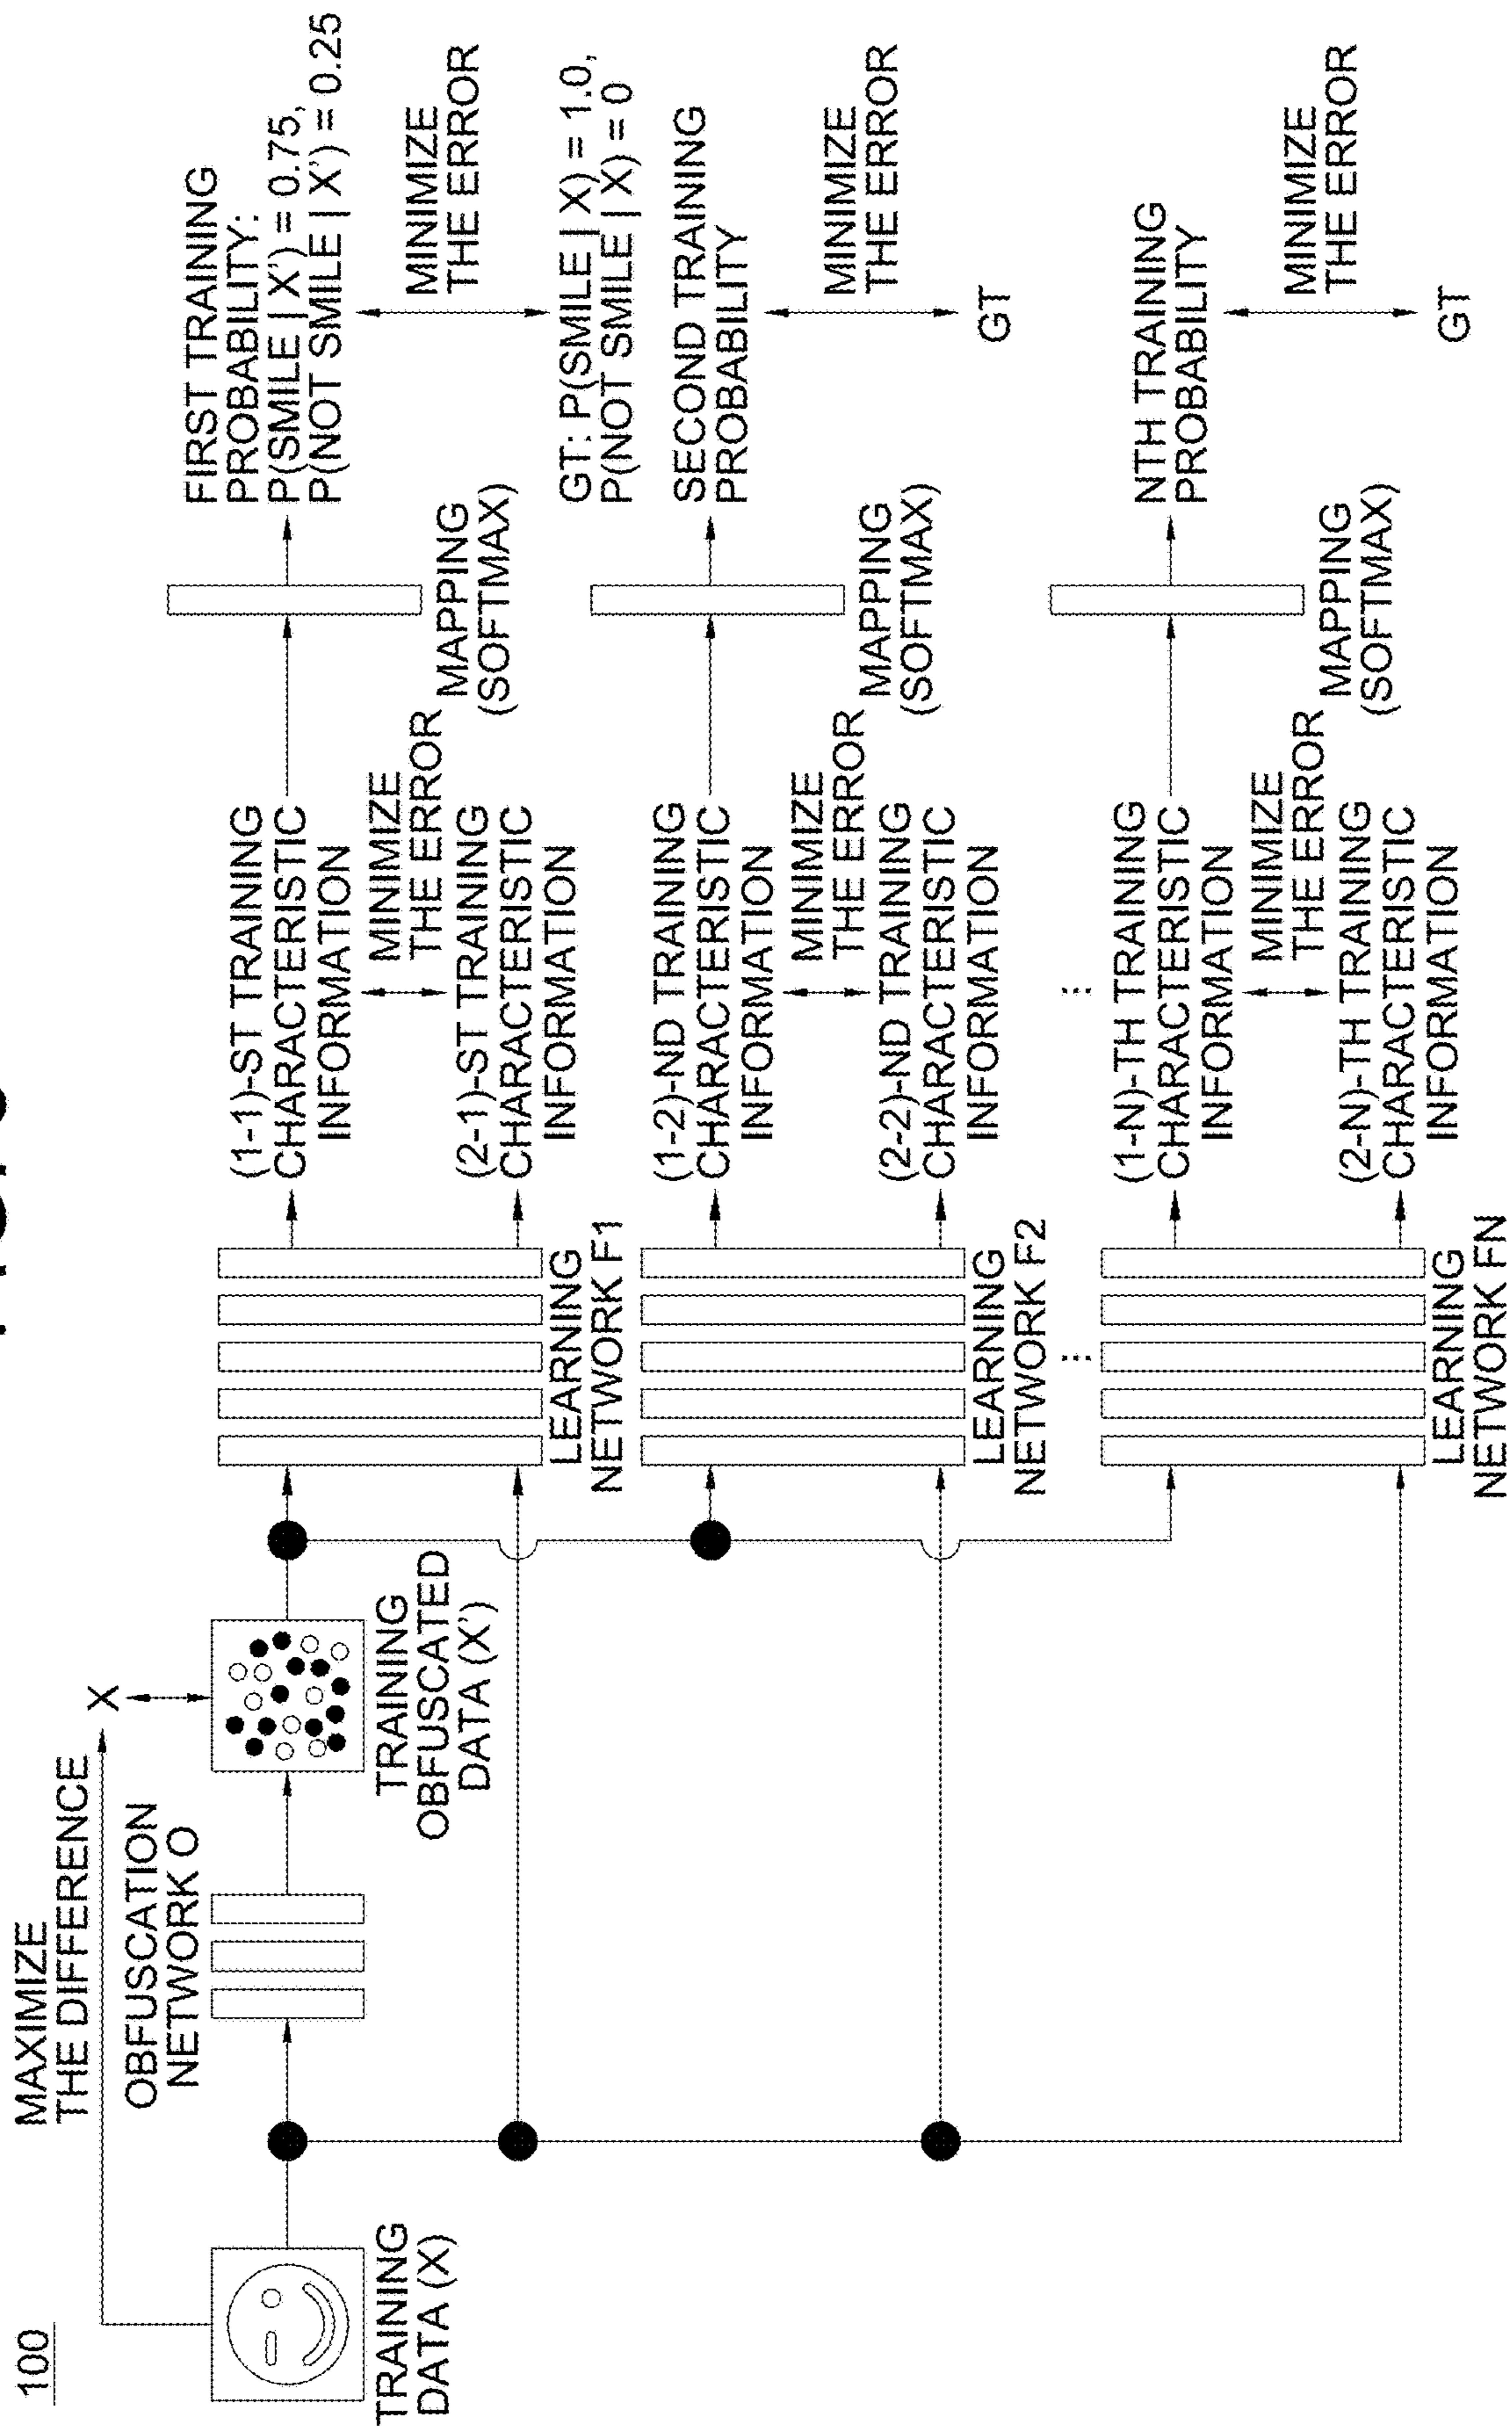 100
MAXIMIZE
THE DIFFERENCE
X
OBFUSCATION
NETWORK O
TRAINING
DATA (X)
TRAINING
OBFUSCATED
DATA (X')
LEARNING
NETWORK F1
(1-1)-ST TRAINING
CHARACTERISTIC
INFORMATION
MINIMIZE
THE ERROR
(2-1)-ST TRAINING
CHARACTERISTIC
INFORMATION
MAPPING
(SOFTMAX)
FIRST TRAINING
PROBABILITY:
P(SMILE | X') = 0.75,
P(NOT SMILE | X') = 0.25
MINIMIZE
THE ERROR
GT: P(SMILE | X) = 1.0,
P(NOT SMILE | X) = 0
LEARNING
NETWORK F2
(1-2)-ND TRAINING
CHARACTERISTIC
INFORMATION
MINIMIZE
THE ERROR
(2-2)-ND TRAINING
CHARACTERISTIC
INFORMATION
MAPPING
(SOFTMAX)
SECOND TRAINING
PROBABILITY
MINIMIZE
THE ERROR
GT
LEARNING
NETWORK FN
(1-N)-TH TRAINING
CHARACTERISTIC
INFORMATION
MINIMIZE
THE ERROR
(2-N)-TH TRAINING
CHARACTERISTIC
INFORMATION
MAPPING
(SOFTMAX)
NTH TRAINING
PROBABILITY
MINIMIZE
THE ERROR
GT